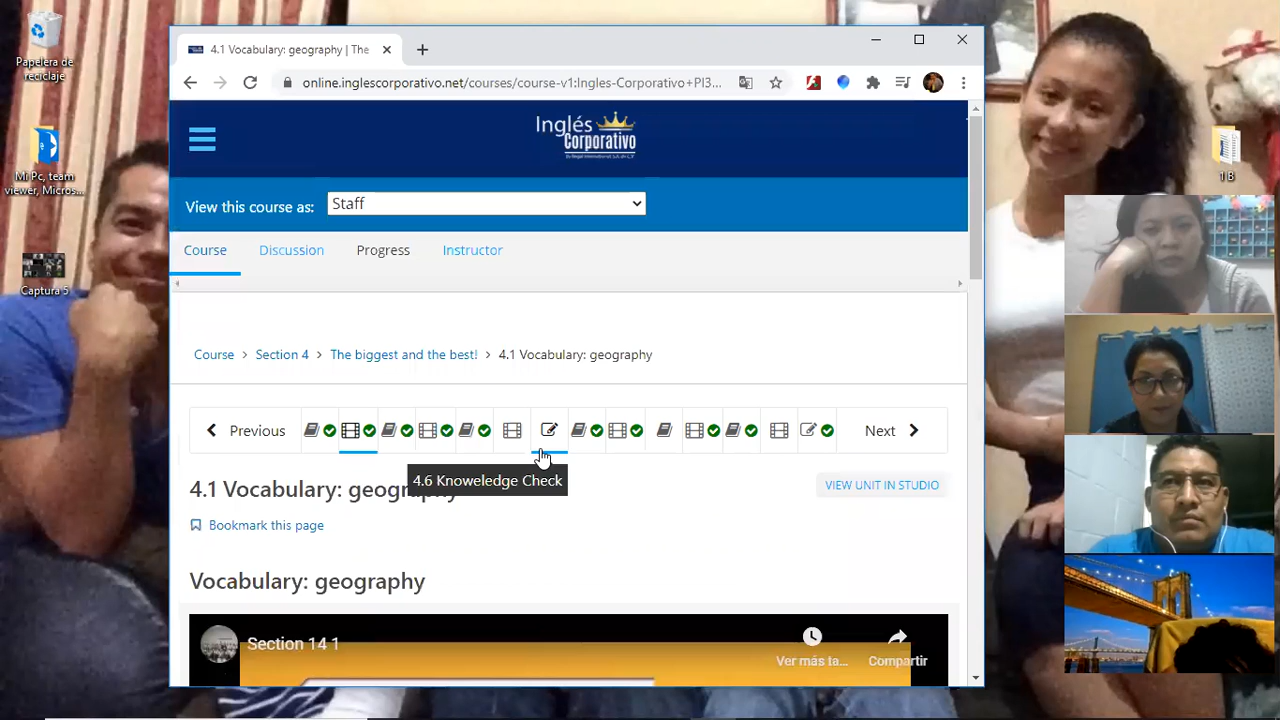 Papelera de
reciclaje
Mi Pc, team
viewer, Micros...
Captura 5
1 B
4.1 Vocabulary: geography | The
online.inglescorporativo.net/courses/course-v1:Ingles-Corporativo+PI3...
Inglés
Corporativo
View this course as:
Staff
Course
Discussion
Progress
Instructor
Course > Section 4 > The biggest and the best! > 4.1 Vocabulary: geography
Previous
Next
4.6 Knoweledge Check
4.1 Vocabulary: geography
VIEW UNIT IN STUDIO
Bookmark this page
Vocabulary: geography
Section 14 1
Ver más ta...
Compartir